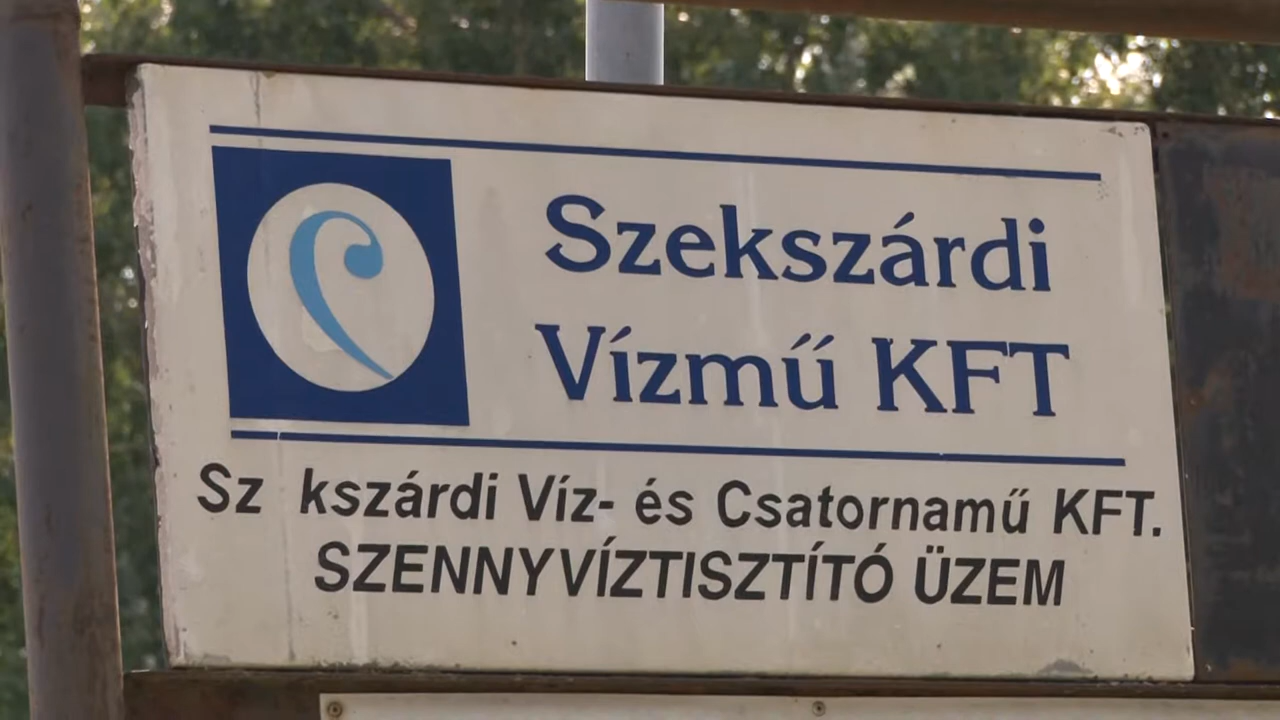 Szekszárdi
Vízmű KFT
Sz kszárdi Víz- és Csatornamű KFT.
SZENNYVÍZTISZTÍTÓ ÜZEM